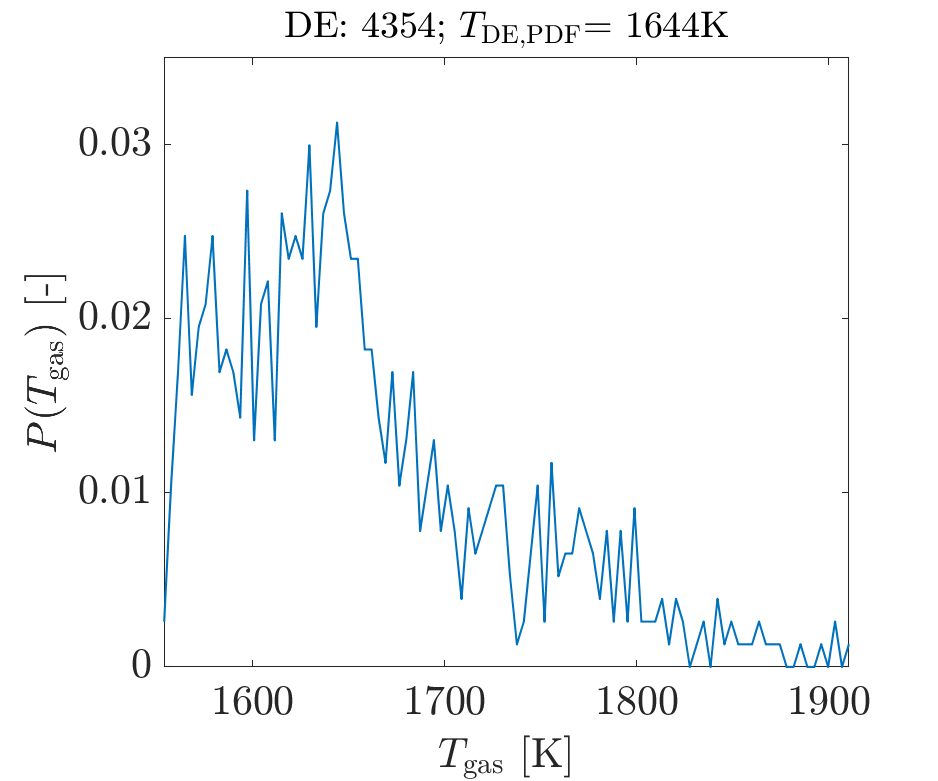 DE: 4354; T_DE,PDF= 1644K
P(T_gas) [-]
0.03
0.02
0.01
0
1600 1700 1800 1900
T_gas [K]